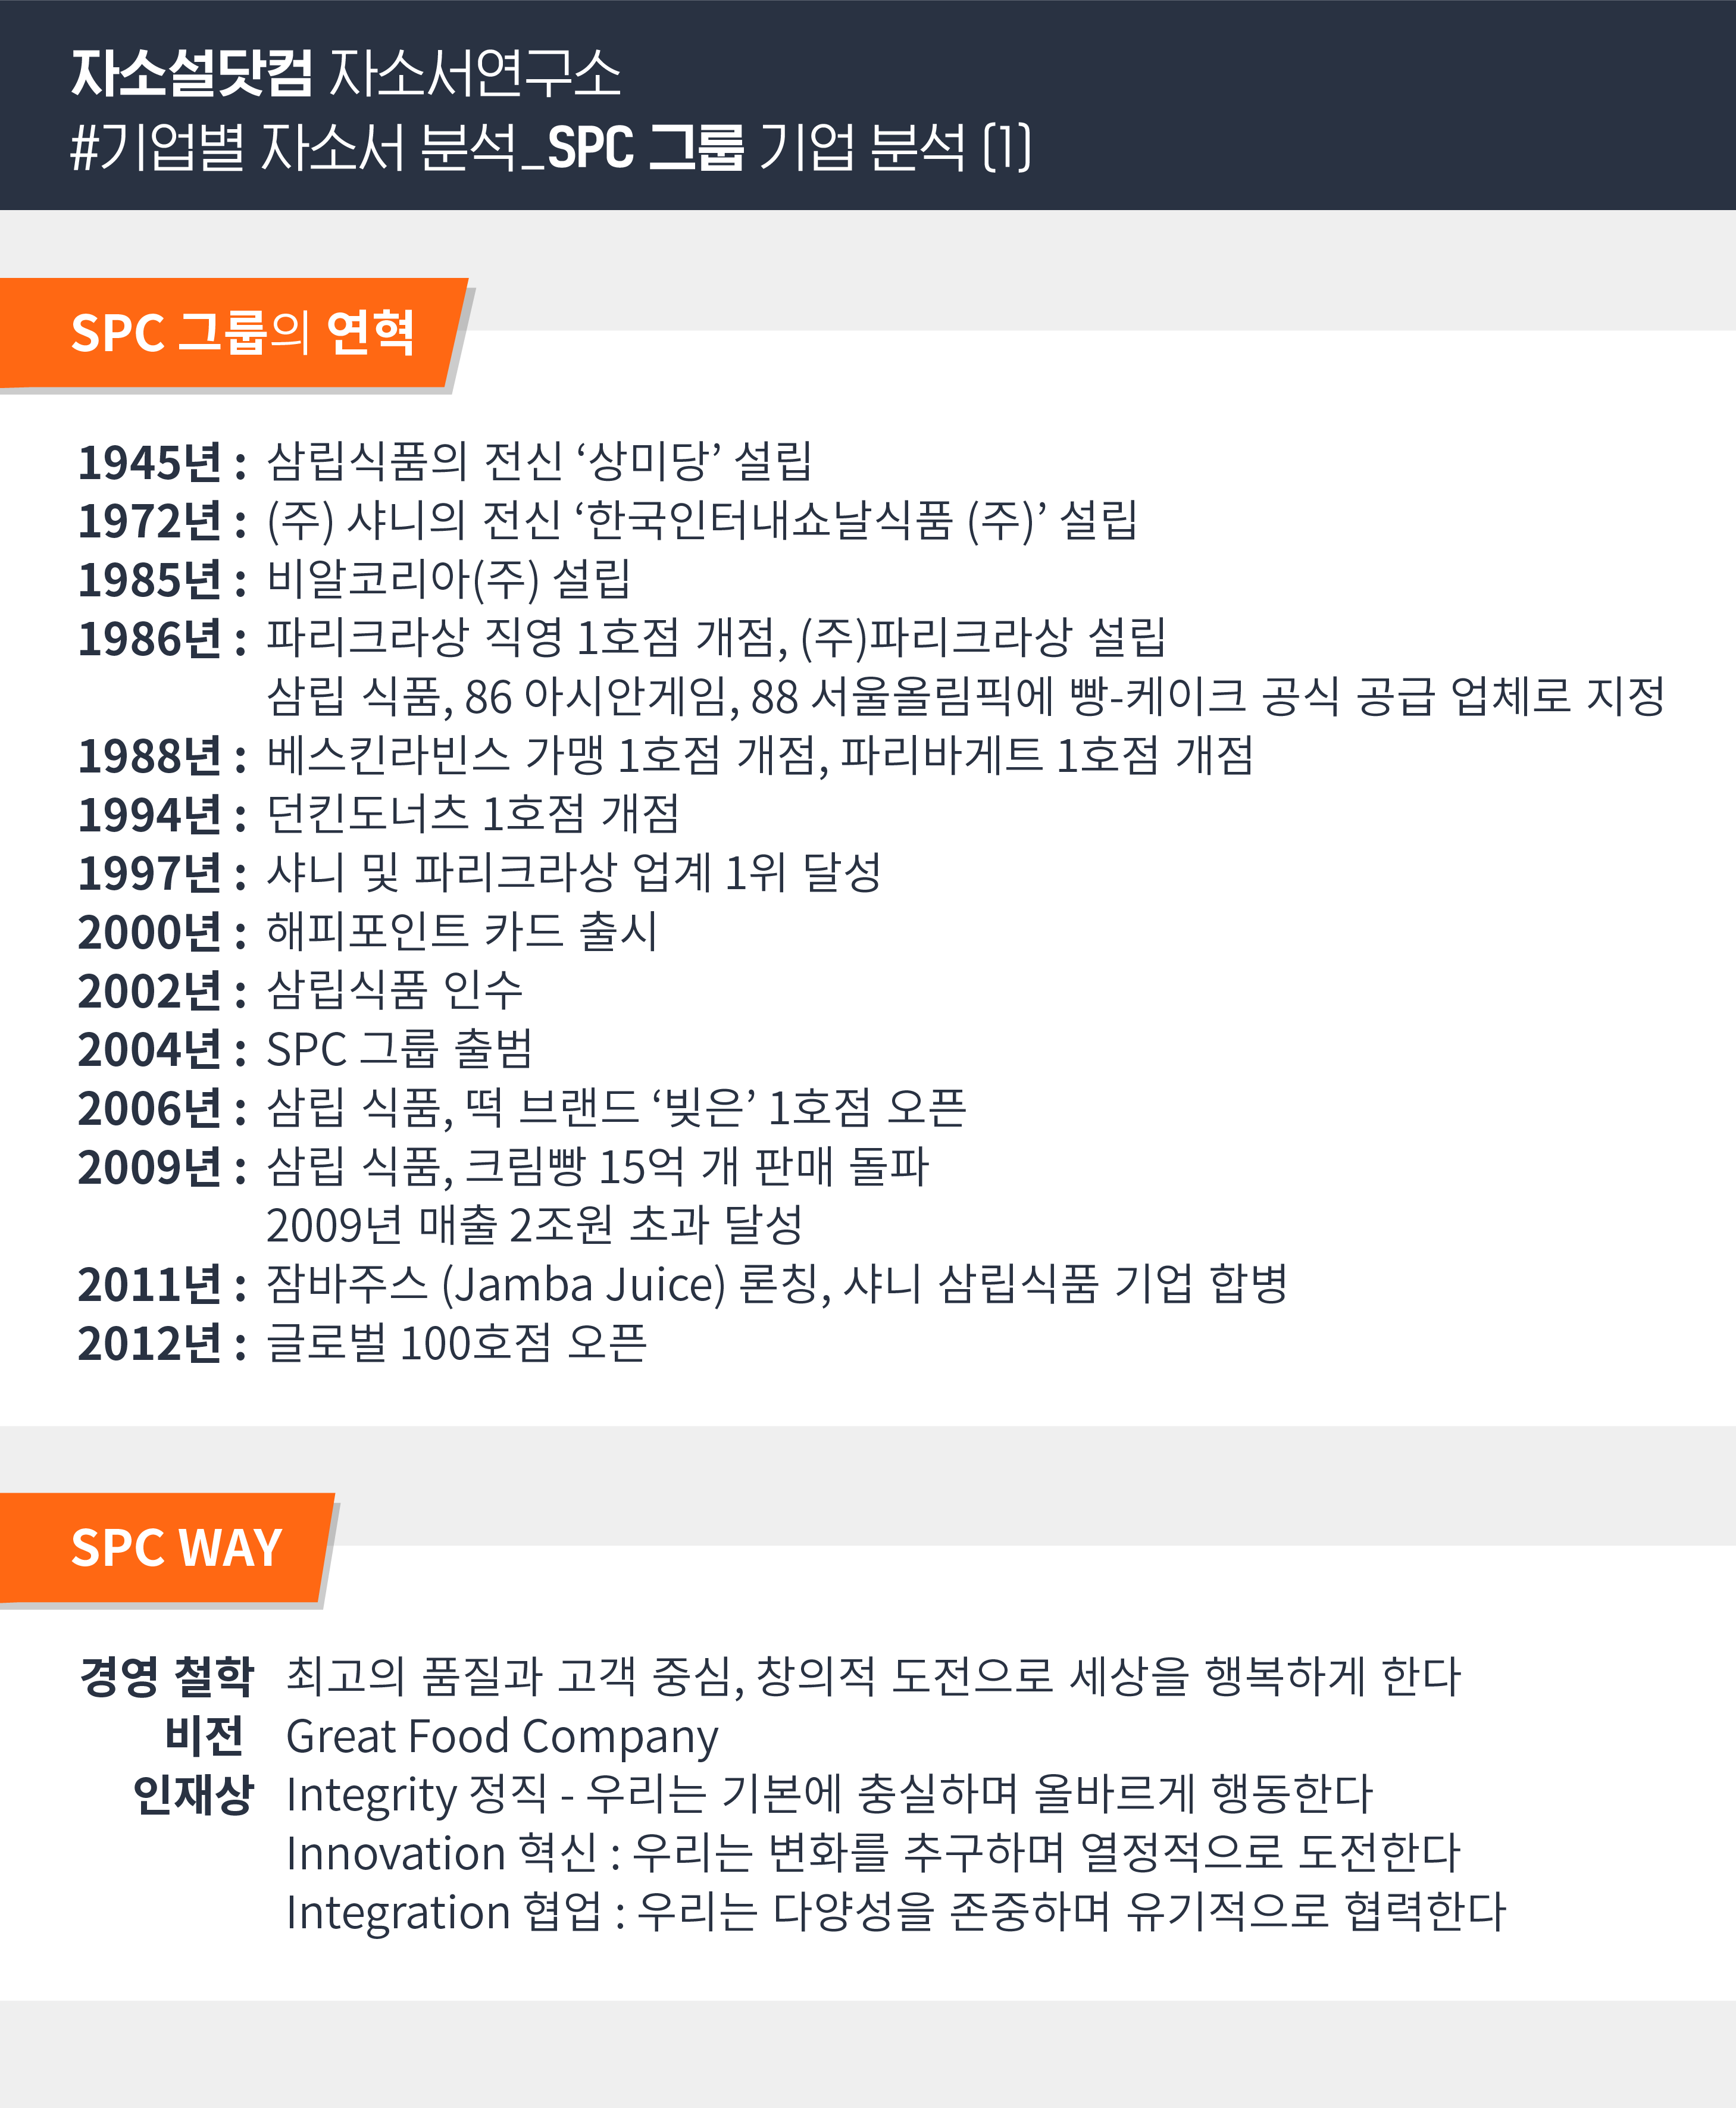 자소설닷컴 자소서연구소
#기업별 자소서 분석_SPC 그룹 기업 분석 (1)
SPC 그룹의 연혁
1945년 : 삼립식품의 전신 ‘상미당’ 설립
1972년 : (주) 샤니의 전신 ‘한국인터내쇼날식품 (주)’ 설립
1985년 : 비알코리아(주) 설립
1986년 : 파리크라상 직영 1호점 개점, (주)파리크라상 설립
삼립 식품, 86 아시안게임, 88 서울올림픽에 빵-케이크 공식 공급 업체로 지정
1988년 : 베스킨라빈스 가맹 1호점 개점, 파리바게트 1호점 개점
1994년 : 던킨도너츠 1호점 개점
1997년 : 샤니 및 파리크라상 업계 1위 달성
2000년 : 해피포인트 카드 출시
2002년 : 삼립식품 인수
2004년 : SPC 그룹 출범
2006년 : 삼립 식품, 떡 브랜드 ‘빚은’ 1호점 오픈
2009년 : 삼립 식품, 크림빵 15억 개 판매 돌파
2009년 매출 2조원 초과 달성
2011년 : 잠바주스 (Jamba Juice) 론칭, 샤니 삼립식품 기업 합병
2012년 : 글로벌 100호점 오픈
SPC WAY
경영 철학 최고의 품질과 고객 중심, 창의적 도전으로 세상을 행복하게 한다
비전 Great Food Company
인재상 Integrity 정직 - 우리는 기본에 충실하며 올바르게 행동한다
Innovation 혁신 : 우리는 변화를 추구하며 열정적으로 도전한다
Integration 협업 : 우리는 다양성을 존중하며 유기적으로 협력한다